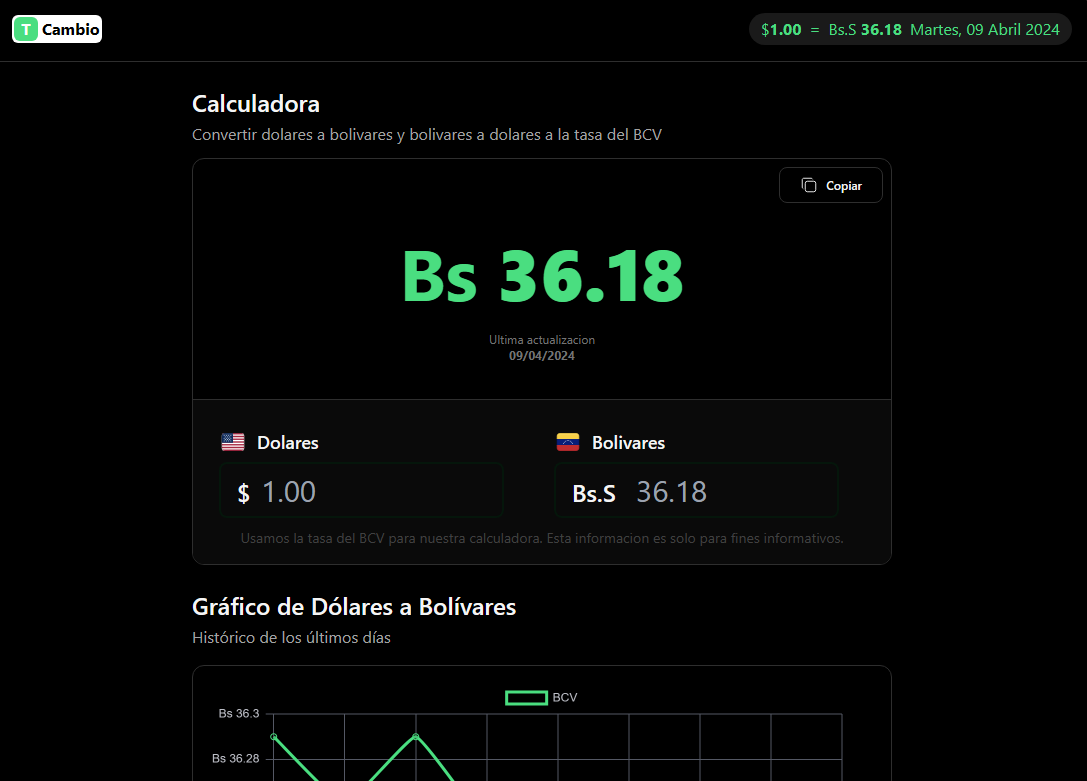 T Cambio
$1.00 = Bs.S 36.18 Martes, 09 Abril 2024
Calculadora
Convertir dolares a bolivares y bolivares a dolares a la tasa del BCV
Copiar
Bs 36.18
Ultima actualizacion
09/04/2024
Dolares
Bolivares
$ 1.00
Bs.S 36.18
Usamos la tasa del BCV para nuestra calculadora. Esta informacion es solo para fines informativos.
Gráfico de Dólares a Bolívares
Histórico de los últimos días
BCV
Bs 36.3
Bs 36.28